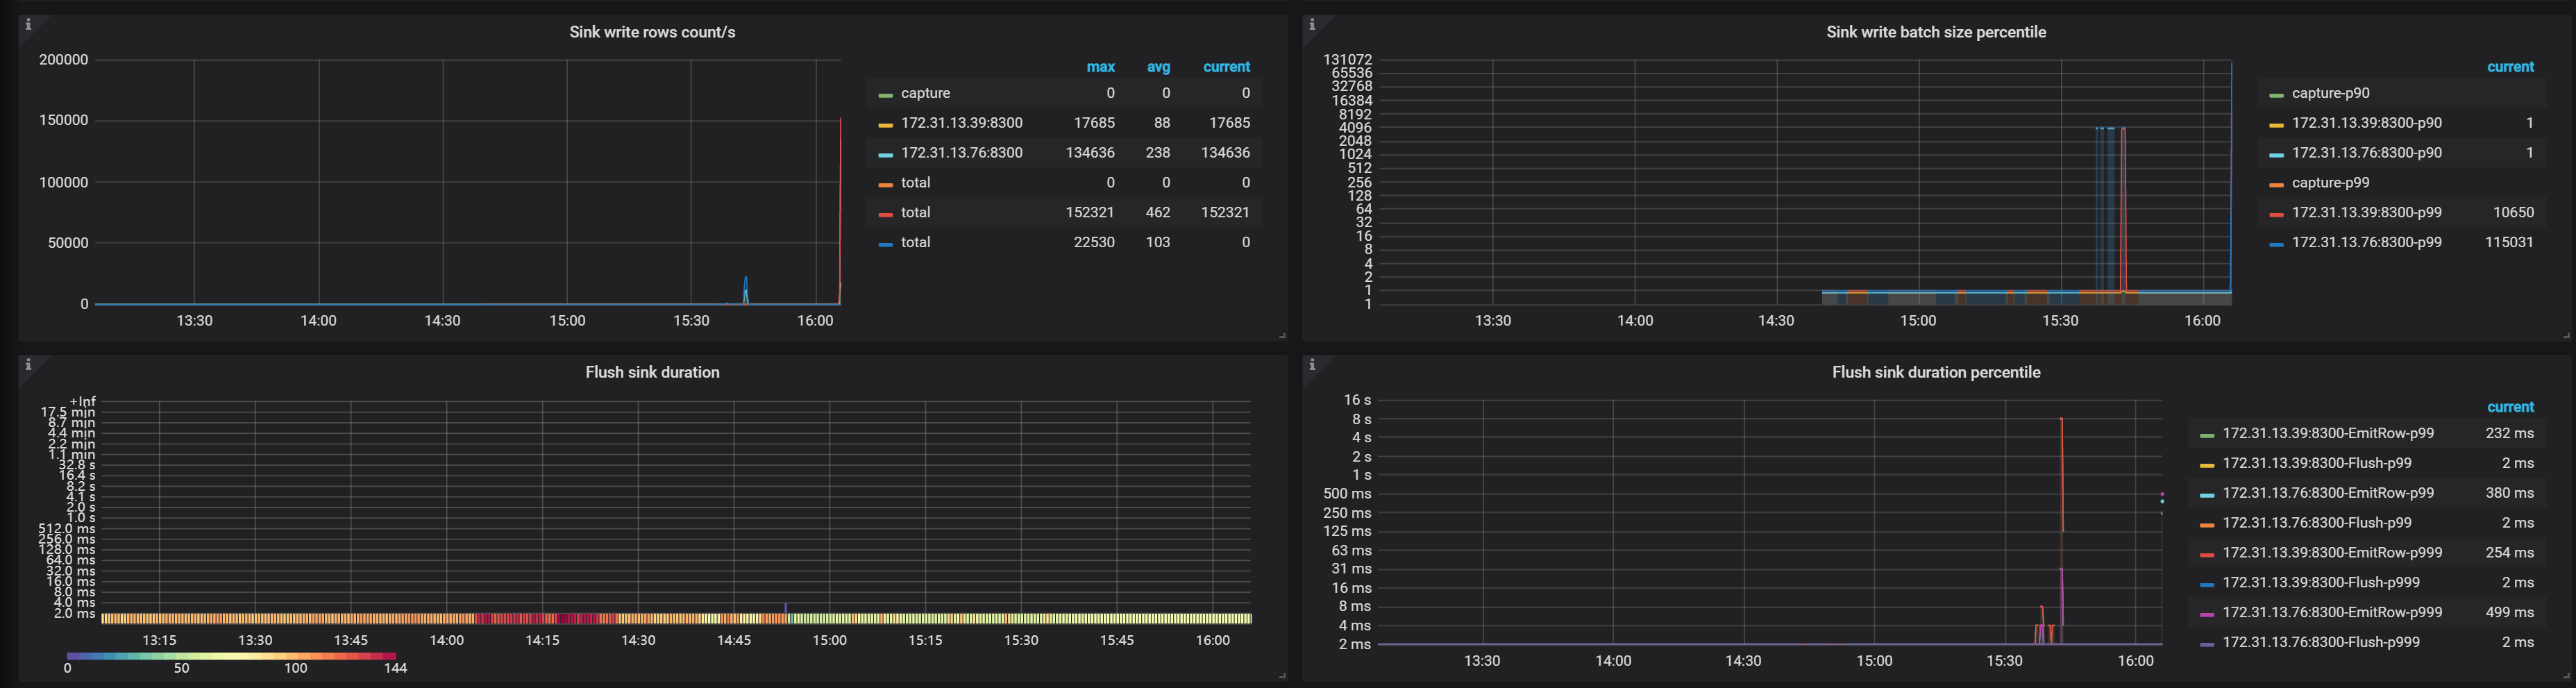 Sink write rows count/s
200000
150000
100000
50000
0
13:30 14:00 14:30 15:00 15:30 16:00
max avg current
capture 0 0 0
172.31.13.39:8300 17685 88 17685
172.31.13.76:8300 134636 238 134636
total 0 0 0
total 152321 462 152321
total 22530 103 0
Sink write batch size percentile
131072
65536
32768
16384
8192
4096
2048
1024
512
256
128
64
32
16
8
4
2
1
1
13:30 14:00 14:30 15:00 15:30 16:00
current
capture-p90
172.31.13.39:8300-p90 1
172.31.13.76:8300-p90 1
capture-p99
172.31.13.39:8300-p99 10650
172.31.13.76:8300-p99 115031
Flush sink duration
+Inf
17.5 min
8.7 min
4.4 min
2.2 min
1.1 min
32.8 s
16.4 s
8.2 s
4.1 s
2.0 s
1.0 s
512.0 ms
256.0 ms
128.0 ms
64.0 ms
32.0 ms
16.0 ms
8.0 ms
4.0 ms
2.0 ms
13:15 13:30 13:45 14:00 14:15 14:30 14:45 15:00 15:15 15:30 15:45 16:00
0 50 100 144
Flush sink duration percentile
16 s
8 s
4 s
2 s
1 s
500 ms
250 ms
125 ms
63 ms
31 ms
16 ms
8 ms
4 ms
2 ms
13:30 14:00 14:30 15:00 15:30 16:00
current
172.31.13.39:8300-EmitRow-p99 232 ms
172.31.13.39:8300-Flush-p99 2 ms
172.31.13.76:8300-EmitRow-p99 380 ms
172.31.13.76:8300-Flush-p99 2 ms
172.31.13.39:8300-EmitRow-p999 254 ms
172.31.13.39:8300-Flush-p999 2 ms
172.31.13.76:8300-EmitRow-p999 499 ms
172.31.13.76:8300-Flush-p999 2 ms